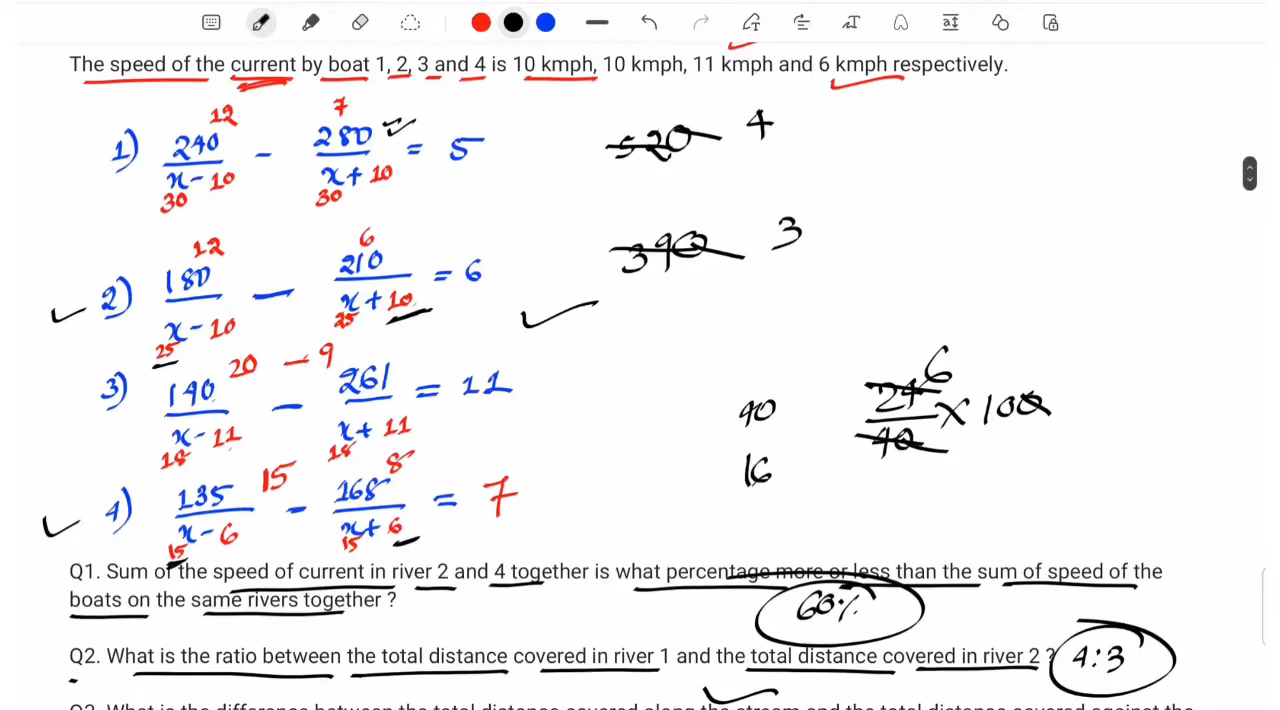 The speed of the current by boat 1, 2, 3 and 4 is 10 kmph, 10 kmph, 11 kmph and 6 kmph respectively.
12 7
1) 240 / x - 10 - 280 / x + 10 = 5
30 30
520 4
12 6
2) 180 / x - 10 - 210 / x + 10 = 6
25 25
390 3
20 - 9
3) 190 / x - 11 - 261 / x + 11 = 11
18 18
40
16
6
24 / 40 × 100
15 8
4) 135 / x - 6 - 168 / x + 6 = 7
15 15
Q1. Sum of the speed of current in river 2 and 4 together is what percentage more or less than the sum of speed of the
boats on the same rivers together ?
60%
Q2. What is the ratio between the total distance covered in river 1 and the total distance covered in river 2 ?
4:3